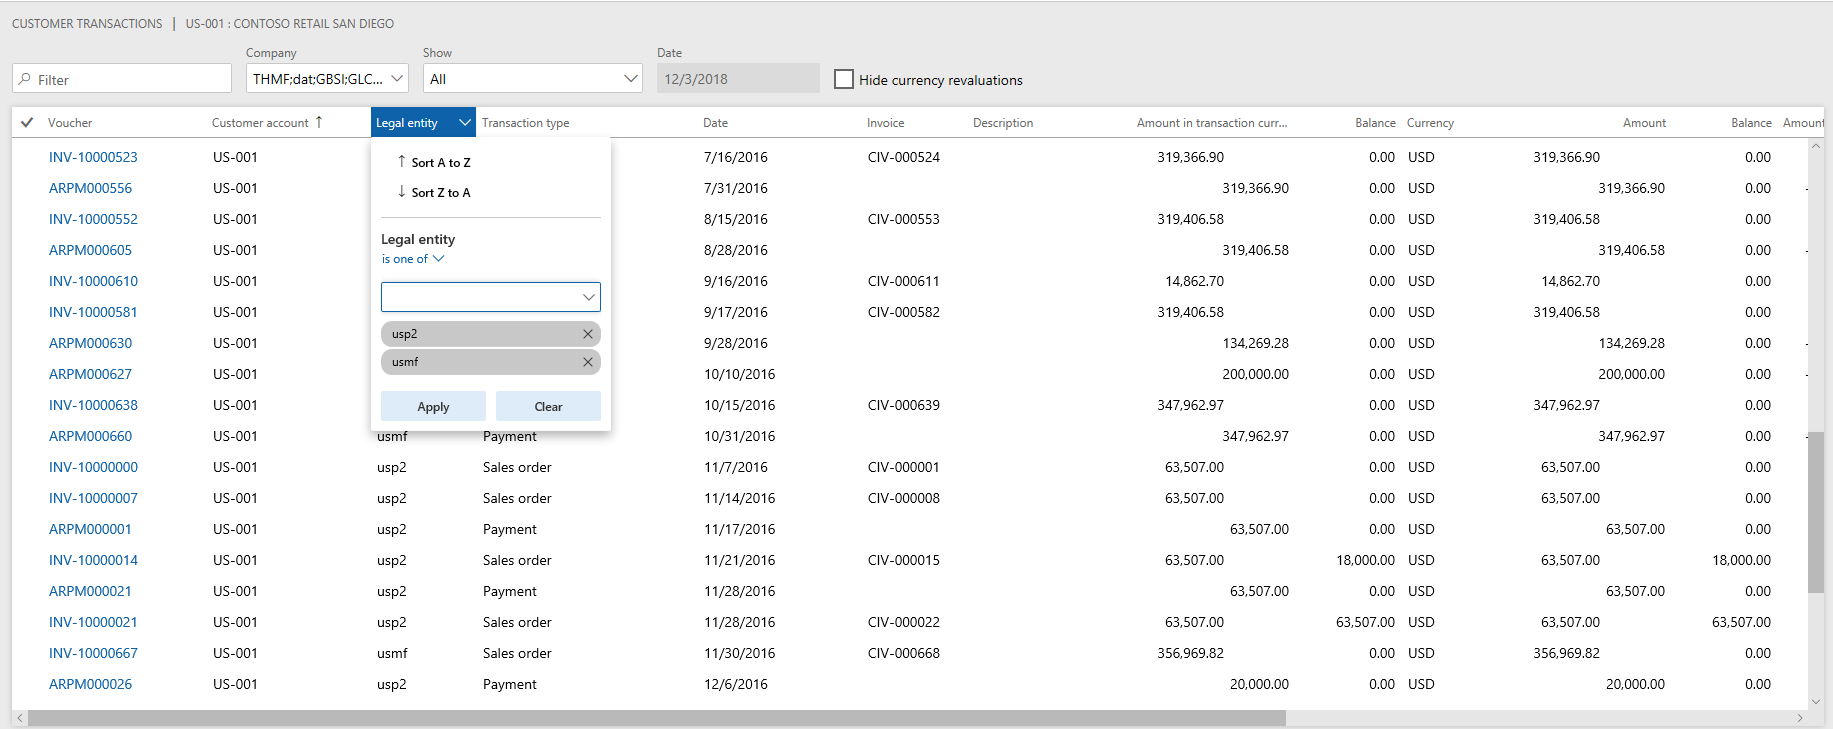 CUSTOMER TRANSACTIONS | US-001 : CONTOSO RETAIL SAN DIEGO
Company Show Date
Filter THMF;dat;GBSI;GLC... All 12/3/2018 Hide currency revaluations
Voucher Customer account ↑ Legal entity Transaction type Date Invoice Description Amount in transaction curr... Balance Currency Amount Balance Amount
INV-10000523 US-001 7/16/2016 CIV-000524 319,366.90 0.00 USD 319,366.90 0.00
ARPM000556 US-001 7/31/2016 319,366.90 0.00 USD 319,366.90 0.00 -
INV-10000552 US-001 8/15/2016 CIV-000553 319,406.58 0.00 USD 319,406.58 0.00
ARPM000605 US-001 8/28/2016 319,406.58 0.00 USD 319,406.58 0.00 -
INV-10000610 US-001 9/16/2016 CIV-000611 14,862.70 0.00 USD 14,862.70 0.00
INV-10000581 US-001 9/17/2016 CIV-000582 319,406.58 0.00 USD 319,406.58 0.00
ARPM000630 US-001 9/28/2016 134,269.28 0.00 USD 134,269.28 0.00 -
ARPM000627 US-001 10/10/2016 200,000.00 0.00 USD 200,000.00 0.00 -
INV-10000638 US-001 10/15/2016 CIV-000639 347,962.97 0.00 USD 347,962.97 0.00
ARPM000660 US-001 usmf Payment 10/31/2016 347,962.97 0.00 USD 347,962.97 0.00 -
INV-10000000 US-001 usp2 Sales order 11/7/2016 CIV-000001 63,507.00 0.00 USD 63,507.00 0.00
INV-10000007 US-001 usp2 Sales order 11/14/2016 CIV-000008 63,507.00 0.00 USD 63,507.00 0.00
ARPM000001 US-001 usp2 Payment 11/17/2016 63,507.00 0.00 USD 63,507.00 0.00
INV-10000014 US-001 usp2 Sales order 11/21/2016 CIV-000015 63,507.00 18,000.00 USD 63,507.00 18,000.00
ARPM000021 US-001 usp2 Payment 11/28/2016 63,507.00 0.00 USD 63,507.00 0.00
INV-10000021 US-001 usp2 Sales order 11/28/2016 CIV-000022 63,507.00 63,507.00 USD 63,507.00 63,507.00
INV-10000667 US-001 usmf Sales order 11/30/2016 CIV-000668 356,969.82 0.00 USD 356,969.82 0.00
ARPM000026 US-001 usp2 Payment 12/6/2016 20,000.00 0.00 USD 20,000.00 0.00
↑ Sort A to Z
↓ Sort Z to A
Legal entity
is one of
usp2
usmf
Apply Clear